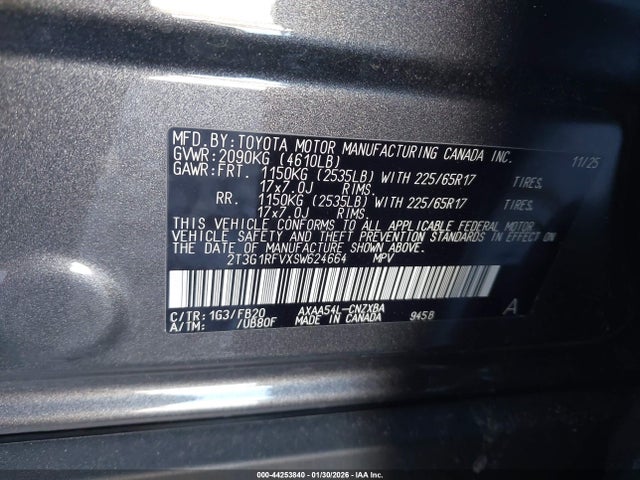 MFD. BY: TOYOTA MOTOR MANUFACTURING CANADA INC. 11/25
GVWR: 2090KG (4610LB)
GAWR: FRT. 1150KG (2535LB) WITH 225/65R17 TIRES,
17x7.0J RIMS.
RR. 1150KG (2535LB) WITH 225/65R17 TIRES,
17x7.0J RIMS.
THIS VEHICLE CONFORMS TO ALL APPLICABLE FEDERAL MOTOR
VEHICLE SAFETY AND THEFT PREVENTION STANDARDS IN EFFECT ON
THE DATE OF MANUFACTURE SHOWN ABOVE.
2T3G1RFVXSW624664 MPV
C/TR: 1G3/FB20 AXAA54L-CNZXBA A
A/TM: /UB80F MADE IN CANADA 9458
000-44253840 - 01/30/2026 - IAA Inc.